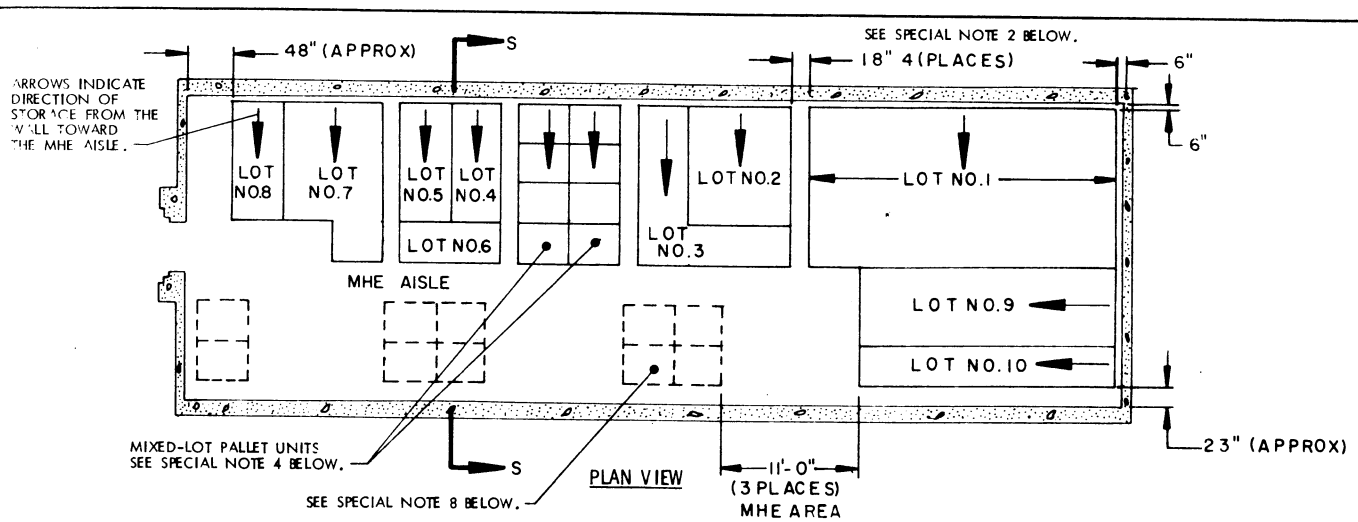 SEE SPECIAL NOTE 2 BELOW.
48" (APPROX)
S
18" 4 (PLACES)
6"
ARROWS INDICATE
DIRECTION OF
STORAGE FROM THE
WALL TOWARD
THE MHE AISLE.
6"
LOT
NO.8
LOT
NO.7
LOT
NO.5
LOT
NO.4
LOT NO.2
LOT NO.1
LOT NO.6
LOT
NO.3
MHE AISLE
LOT NO.9
LOT NO.10
MIXED-LOT PALLET UNITS
SEE SPECIAL NOTE 4 BELOW.
S
PLAN VIEW
11'-0"
(3 PLACES)
MHE AREA
23" (APPROX)
SEE SPECIAL NOTE 8 BELOW.